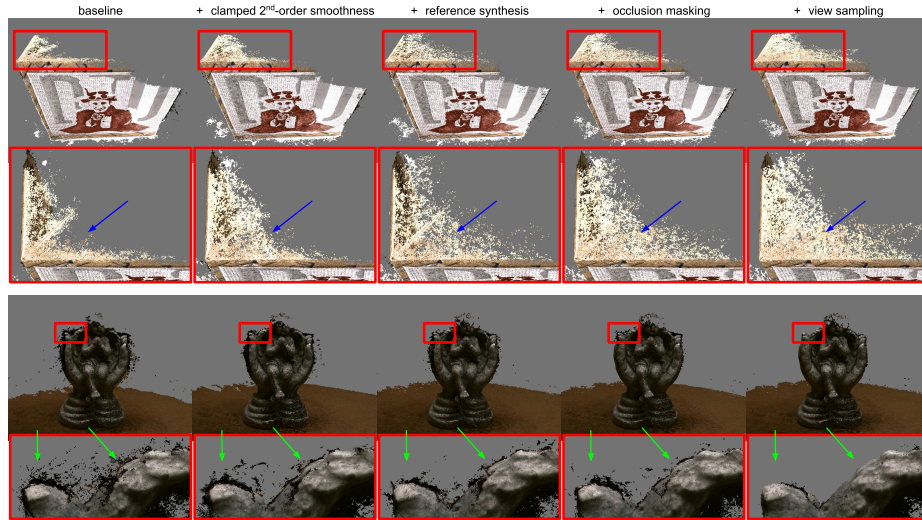 baseline
+ clamped 2nd-order smoothness
+ reference synthesis
+ occlusion masking
+ view sampling